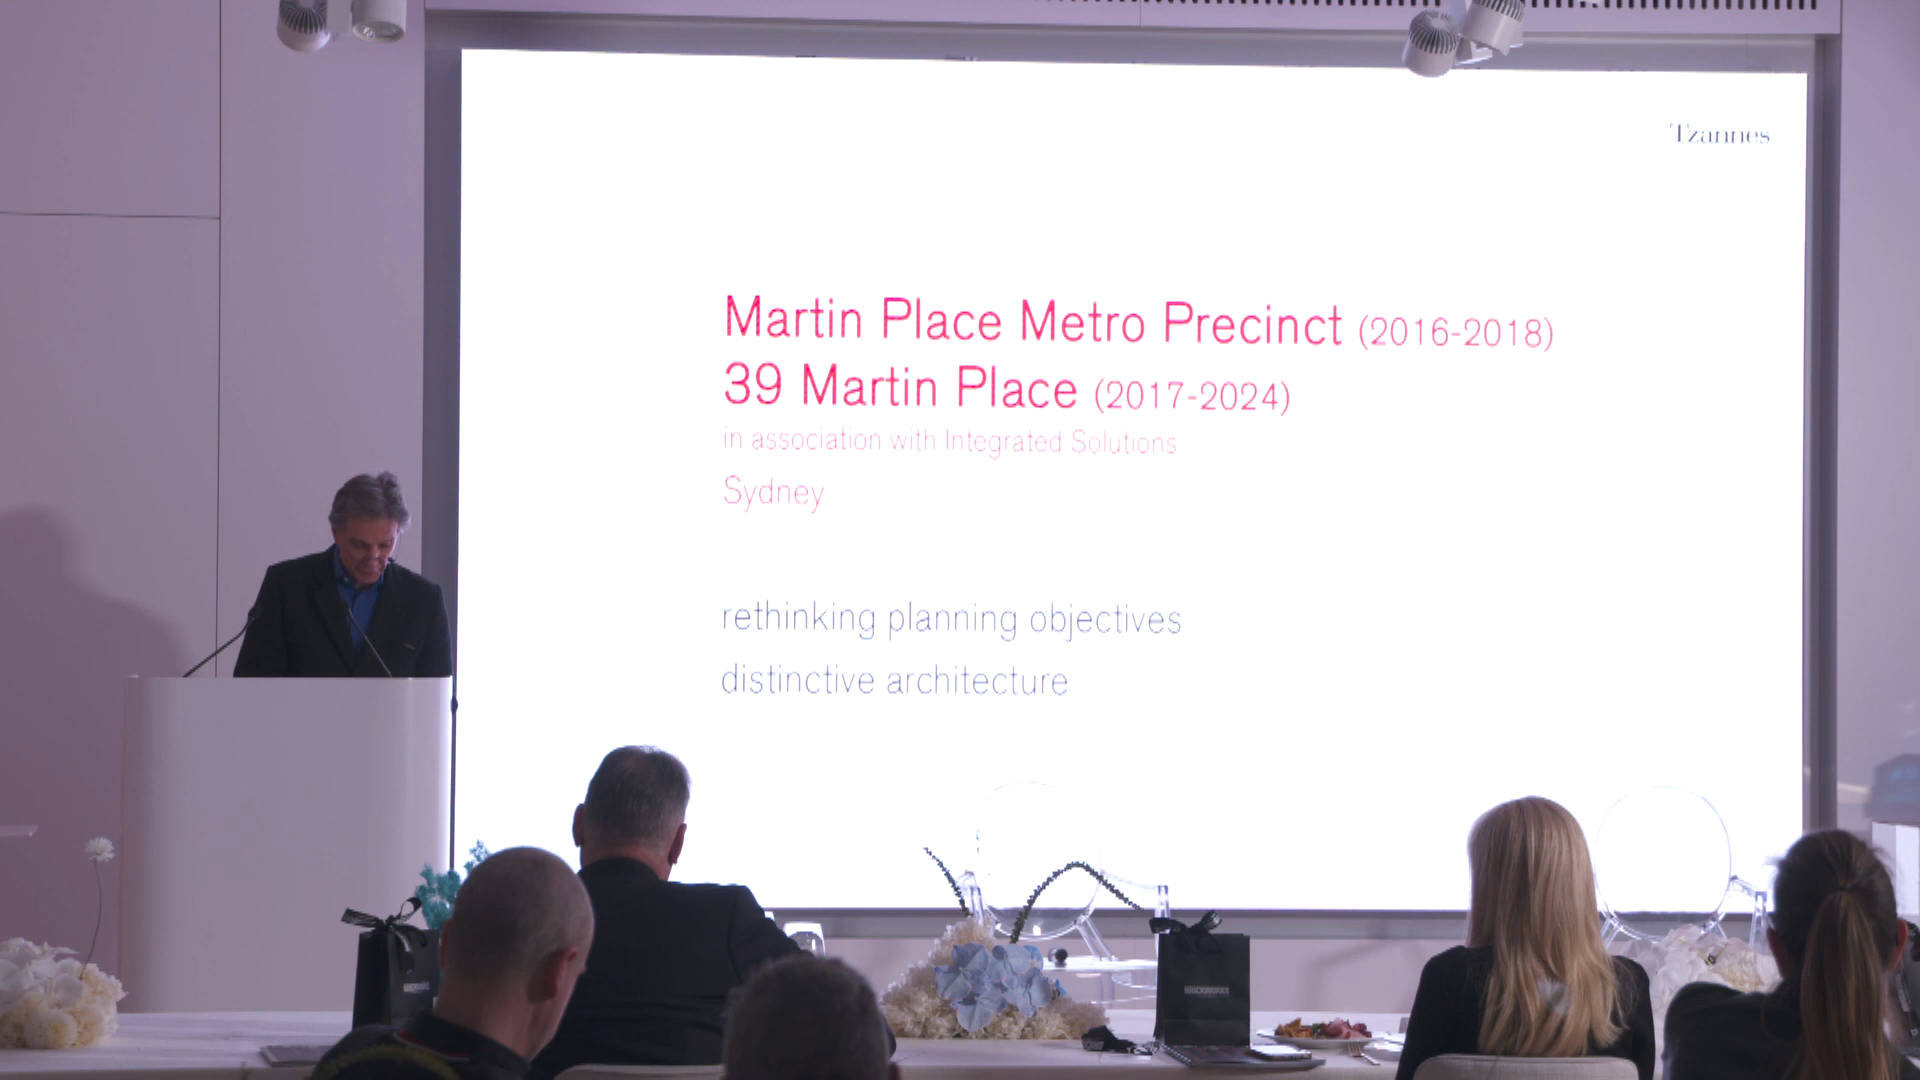 Tzannes
Martin Place Metro Precinct (2016-2018)
39 Martin Place (2017-2024)
in association with Integrated Solutions
Sydney
rethinking planning objectives
distinctive architecture
BRICKWORKS